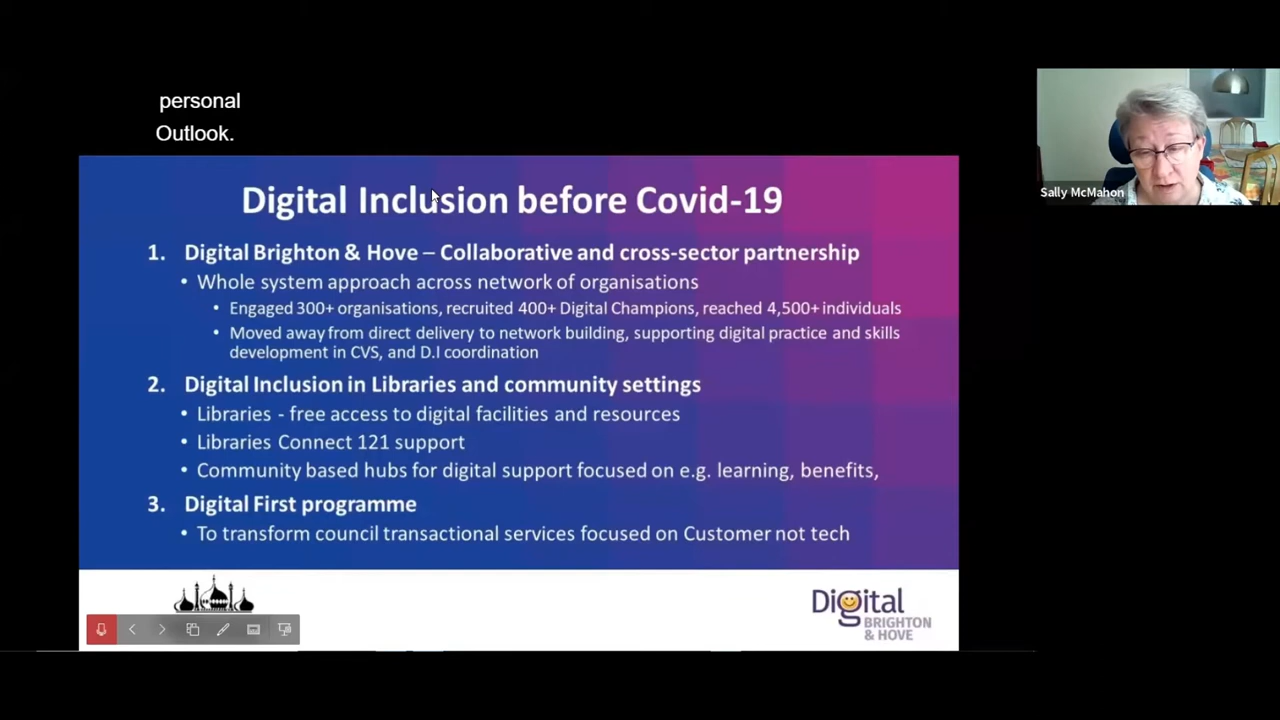 personal
Outlook.
Sally McMahon
Digital Inclusion before Covid-19
1. Digital Brighton & Hove – Collaborative and cross-sector partnership
• Whole system approach across network of organisations
• Engaged 300+ organisations, recruited 400+ Digital Champions, reached 4,500+ individuals
• Moved away from direct delivery to network building, supporting digital practice and skills
development in CVS, and D.I coordination
2. Digital Inclusion in Libraries and community settings
• Libraries - free access to digital facilities and resources
• Libraries Connect 121 support
• Community based hubs for digital support focused on e.g. learning, benefits,
3. Digital First programme
• To transform council transactional services focused on Customer not tech
Digital
BRIGHTON
& HOVE